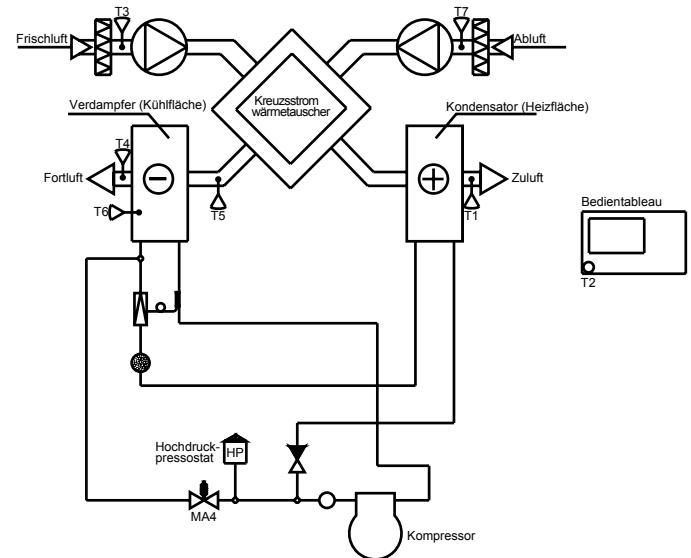 T3
T7
Frischluft
Abluft
Verdampfer (Kühlfläche)
Kreuzsstrom
wärmetauscher
Kondensator (Heizfläche)
T4
Fortluft
Zuluft
T6
T5
T1
Bedientableau
T2
Hochdruck-
pressostat
HP
MA4
Kompressor